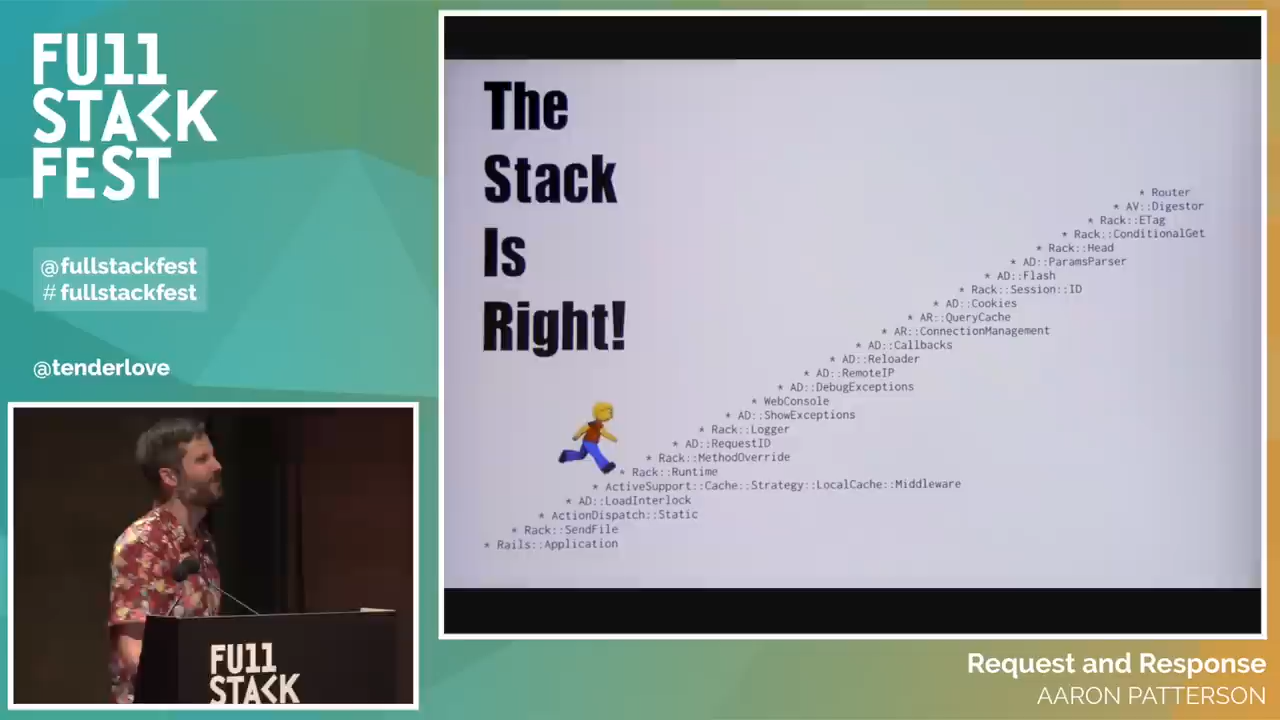 FU11
STACK
FEST
@fullstackfest
# fullstackfest
@tenderlove
FU11
STACK
The
Stack
Is
Right!
* Router
* AV::Digestor
* Rack::ETag
* Rack::ConditionalGet
* Rack::Head
* AD::ParamsParser
* AD::Flash
* Rack::Session::ID
* AD::Cookies
* AR::QueryCache
* AR::ConnectionManagement
* AD::Callbacks
* AD::Reloader
* AD::RemoteIP
* AD::DebugExceptions
* WebConsole
* AD::ShowExceptions
* Rack::Logger
* AD::RequestID
* Rack::MethodOverride
* Rack::Runtime
* ActiveSupport::Cache::Strategy::LocalCache::Middleware
* AD::LoadInterlock
* ActionDispatch::Static
* Rack::SendFile
* Rails::Application
Request and Response
AARON PATTERSON